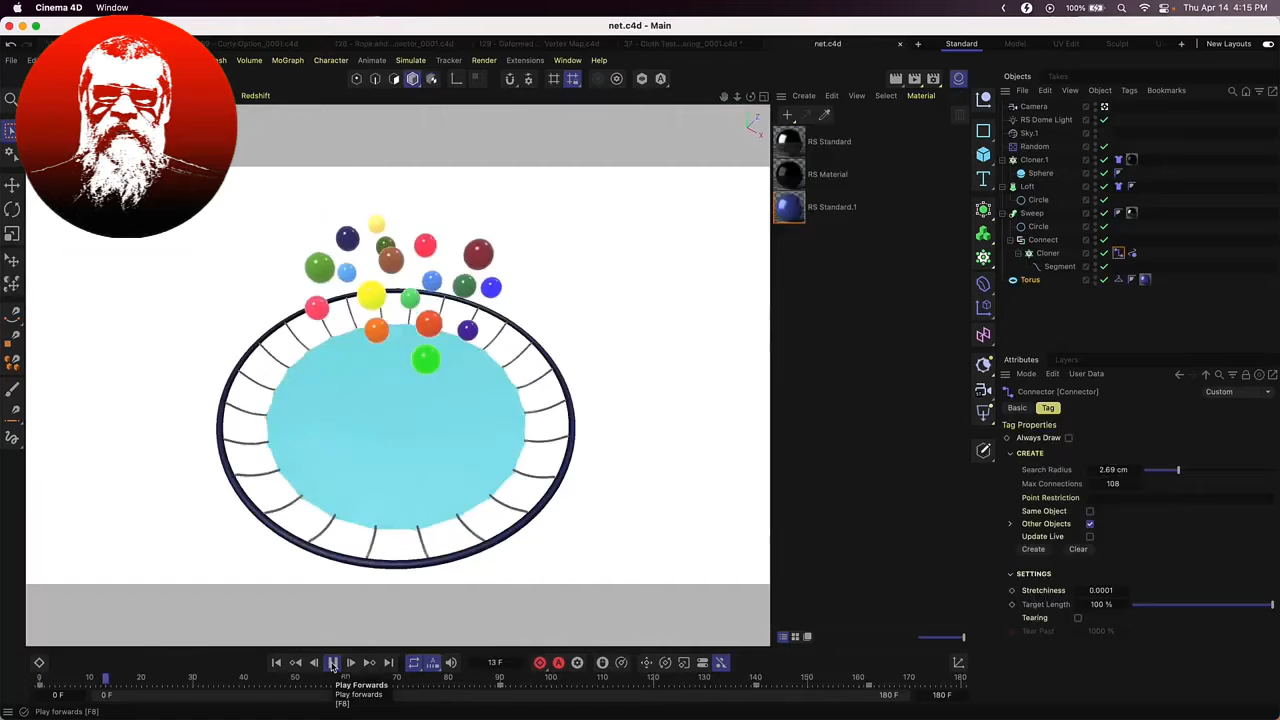 Cinema 4D Window 100% Thu Apr 14 4:15 PM
net.c4d - Main
net.c4d Standard Model UV Edit Sculpt New Layouts
File Volume MoGraph Character Animate Simulate Tracker Render Extensions Window Help
Redshift
Create Edit View Select Material
RS Standard
RS Material
RS Standard.1
Objects Takes
File Edit View Object Tags Bookmarks
Camera
RS Dome Light
Sky.1
Random
Cloner.1
Sphere
Loft
Circle
Sweep
Circle
Connect
Cloner
Segment
Torus
Attributes Layers
Mode Edit User Data
Connector [Connector] Custom
Basic Tag
Tag Properties
Always Draw
CREATE
Search Radius 2.69 cm
Max Connections 108
Point Restriction
Same Object
Other Objects
Update Live
Create Clear
SETTINGS
Stretchiness 0.0001
Target Length 100 %
Tearing
Tear Past 1000 %
Z
X
13 F
0 10 20 30 40 50 60 70 80 90 100 110 120 130 140 150 160 170 180
0 F 0 F 180 F 180 F
Play Forwards
Play forwards
[F8]
Play forwards [F8]